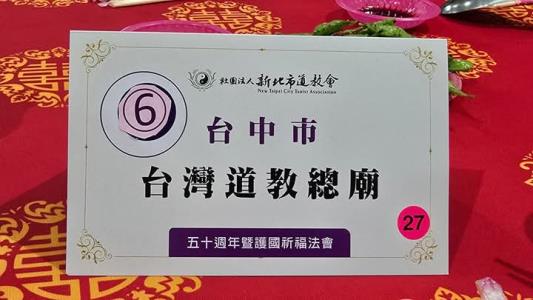 社團法人新北市道教會
New Taipei City Taoist Association
6
台中市
台灣道教總廟
27
五十週年暨護國祈福法會